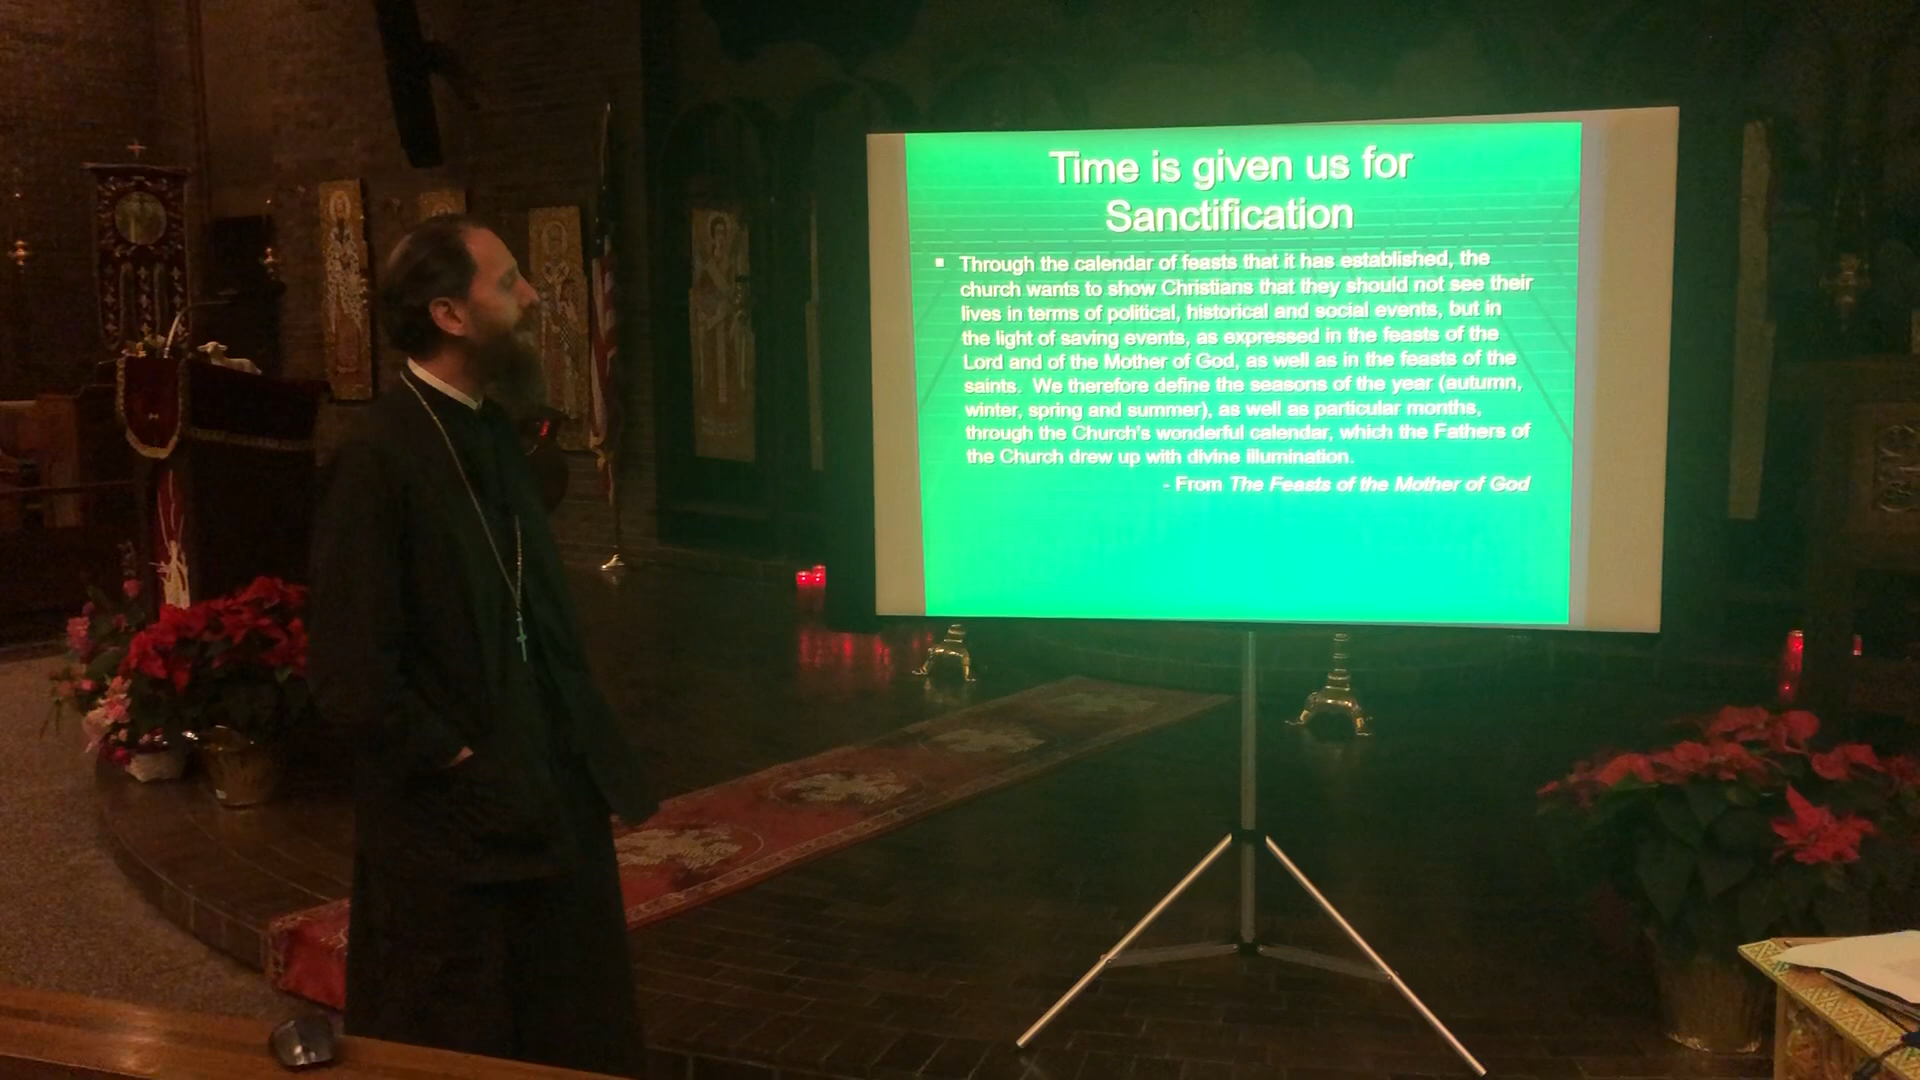 Time is given us for
Sanctification
▪ Through the calendar of feasts that it has established, the
church wants to show Christians that they should not see their
lives in terms of political, historical and social events, but in
the light of saving events, as expressed in the feasts of the
Lord and of the Mother of God, as well as in the feasts of the
saints. We therefore define the seasons of the year (autumn,
winter, spring and summer), as well as particular months,
through the Church's wonderful calendar, which the Fathers of
the Church drew up with divine illumination.
- From The Feasts of the Mother of God